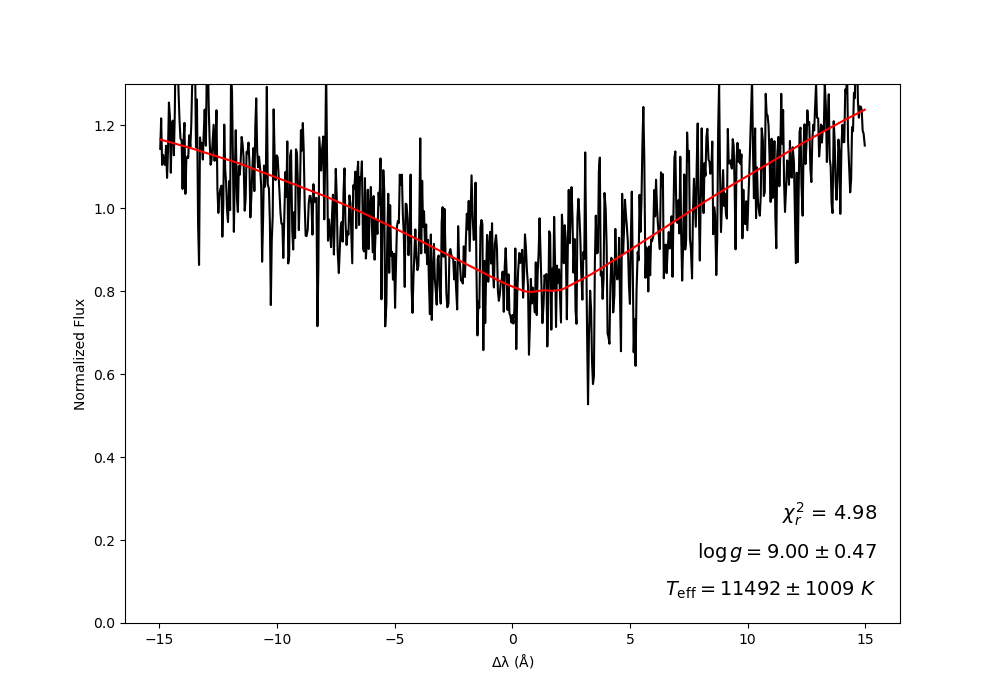 1.2
1.0
0.8
0.6
0.4
0.2
0.0
Normalized Flux
χ²ᵣ = 4.98
log g = 9.00 ± 0.47
T_eff = 11492 ± 1009 K
−15 −10 −5 0 5 10 15
Δλ (Å)